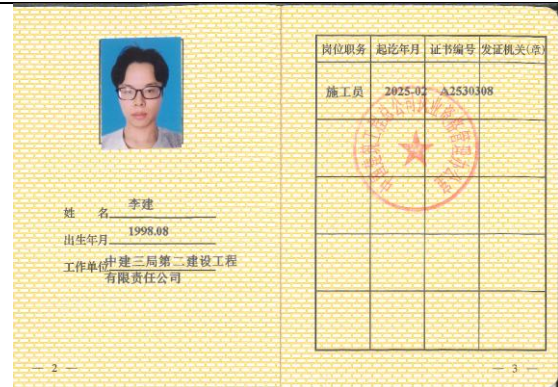 姓 名 李建
出生年月 1998.08
工作单位 中建三局第二建设工程
有限责任公司
— 2 —
岗位职务 起讫年月 证书编号 发证机关(章)
施工员 2025-02 A2530308
— 3 —